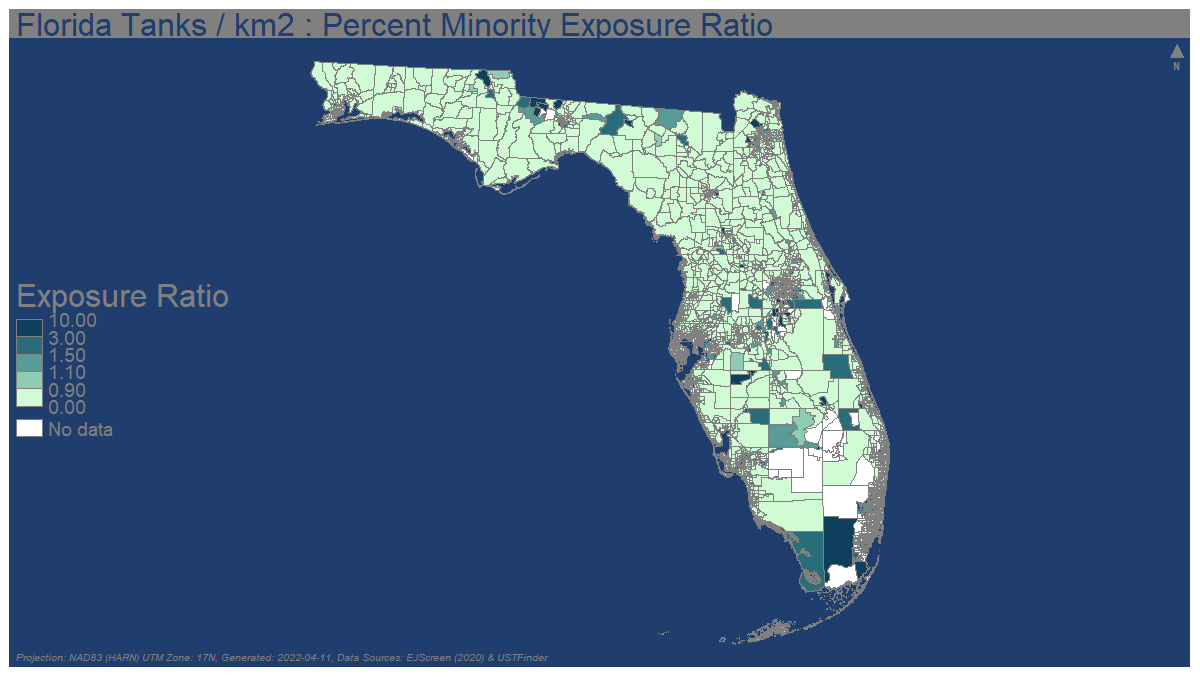 Florida Tanks / km2 : Percent Minority Exposure Ratio
N
Exposure Ratio
10.00
3.00
1.50
1.10
0.90
0.00
No data
Projection: NAD83 (HARN) UTM Zone: 17N, Generated: 2022-04-11, Data Sources: EJScreen (2020) & USTFinder